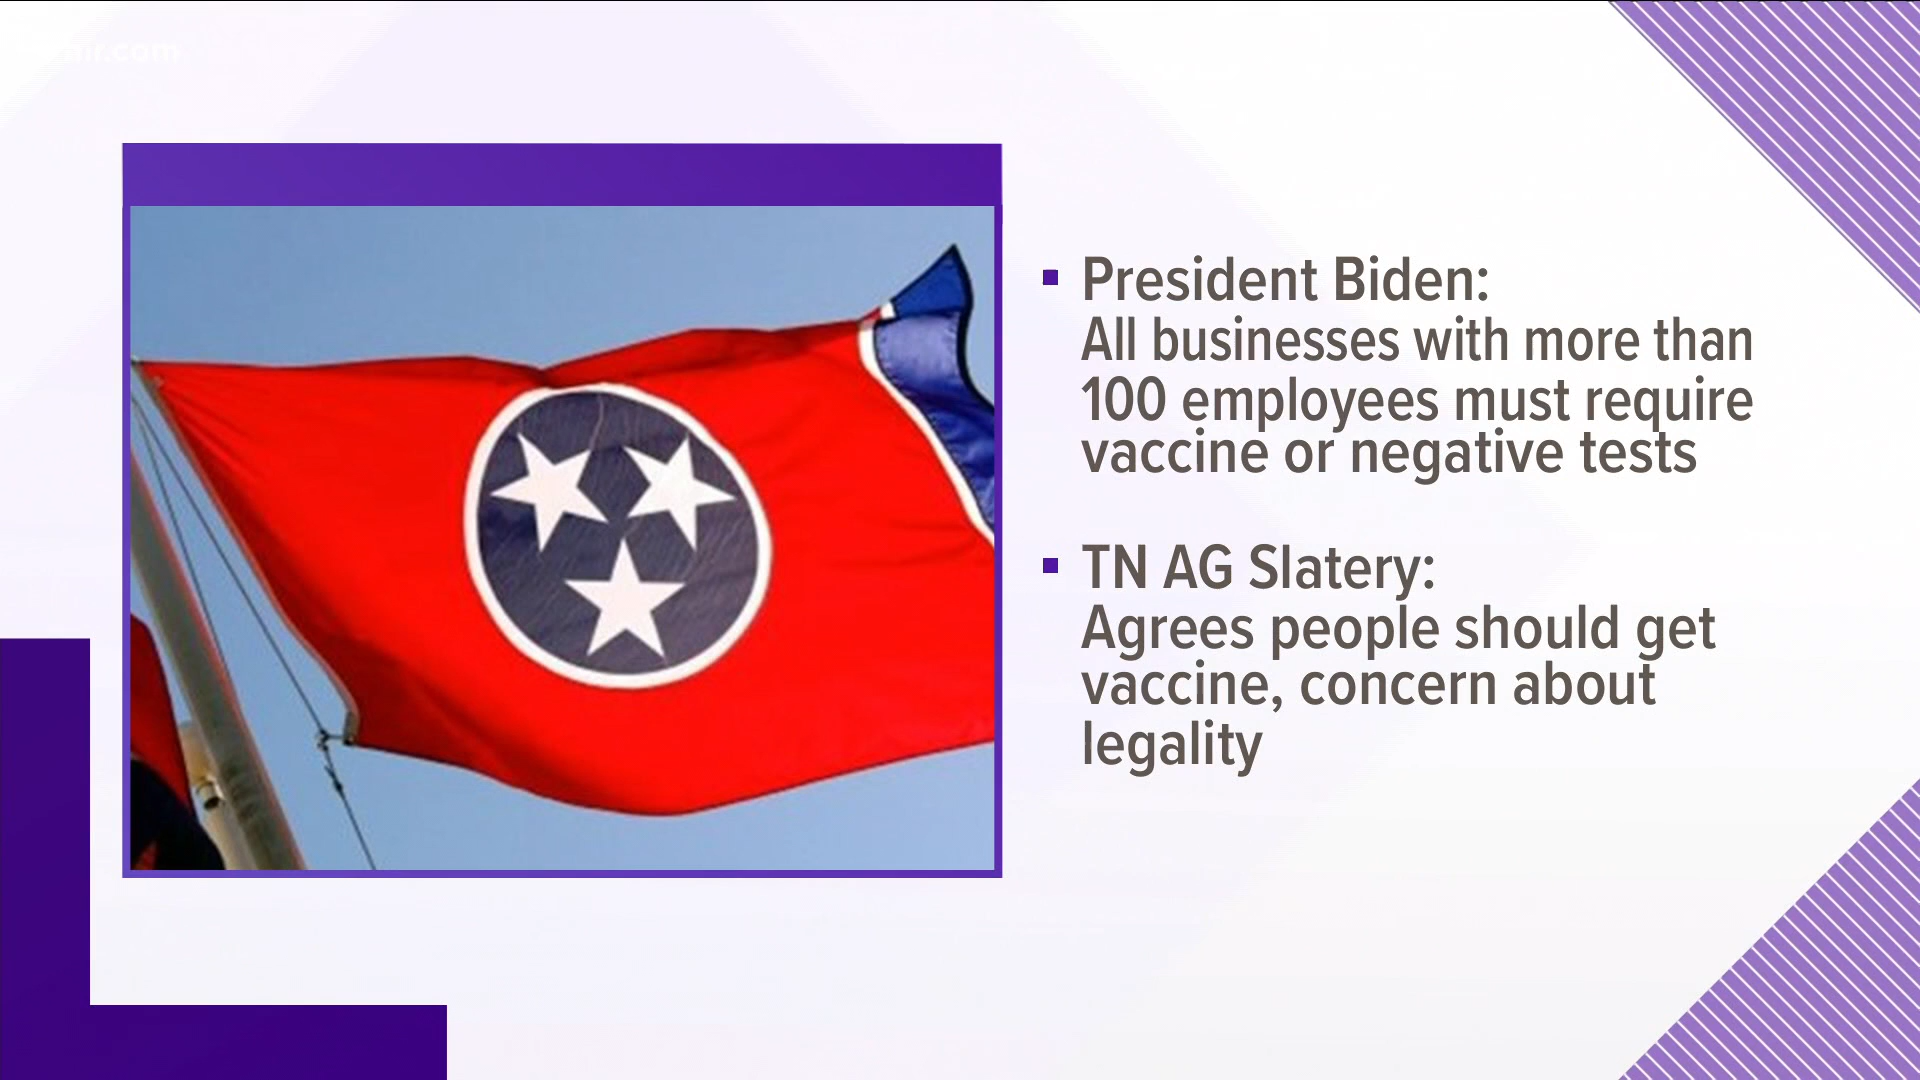 President Biden:
All businesses with more than
100 employees must require
vaccine or negative tests
TN AG Slatery:
Agrees people should get
vaccine, concern about
legality